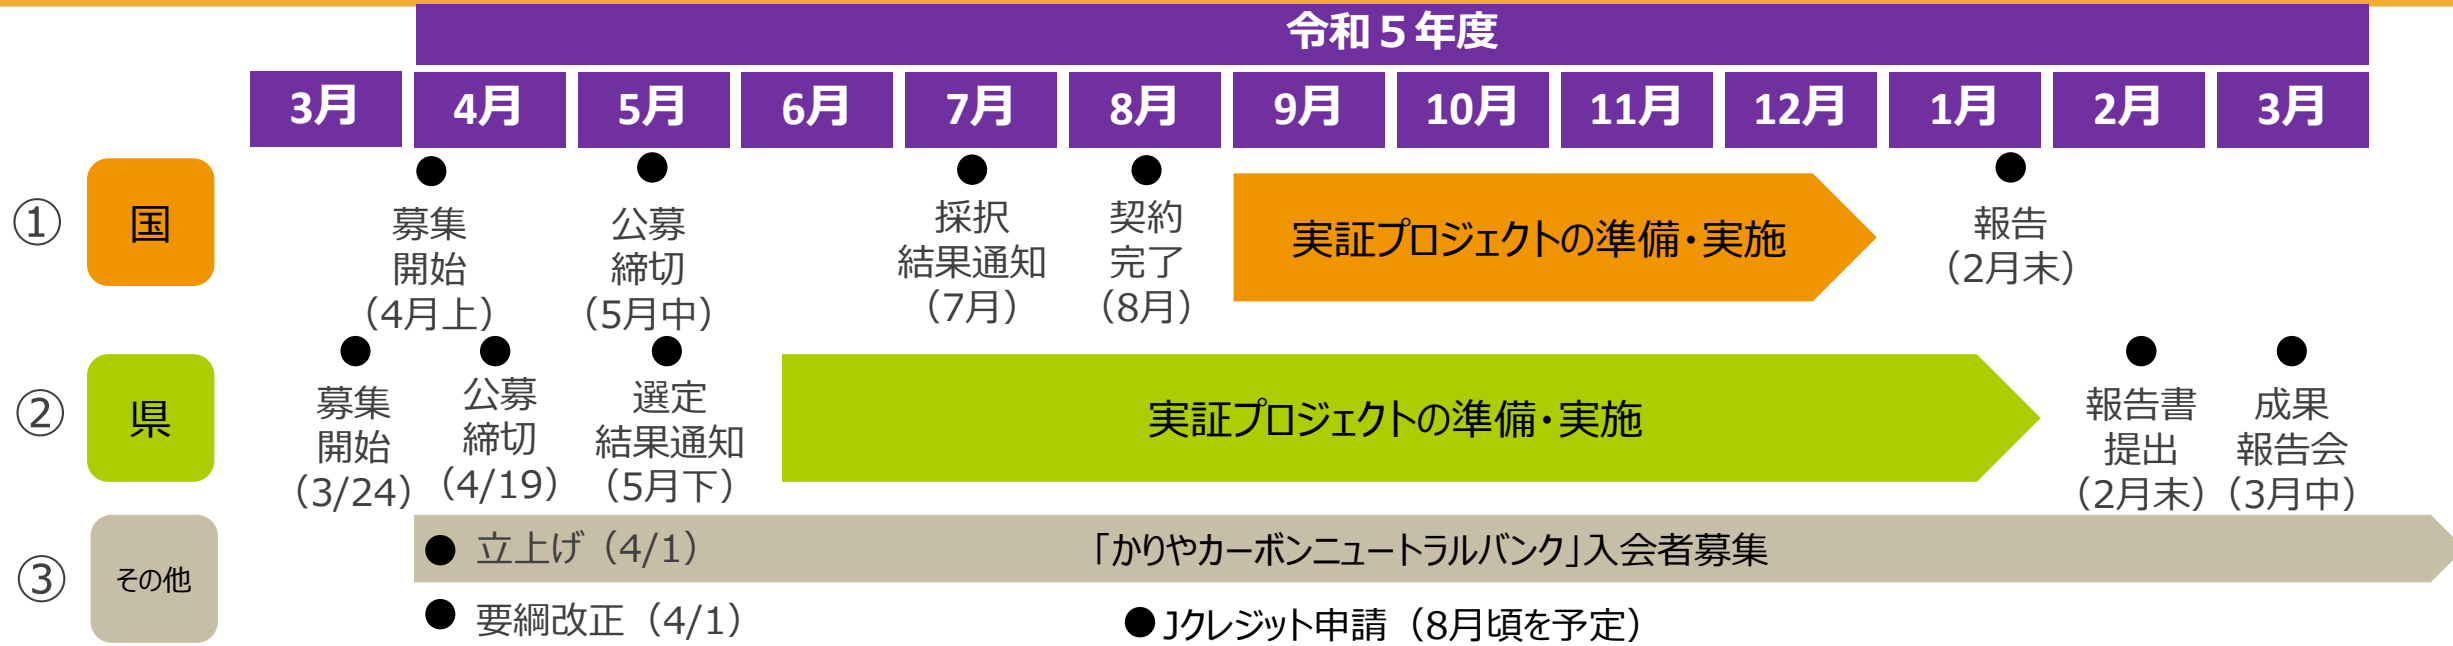 令和５年度
3月 4月 5月 6月 7月 8月 9月 10月 11月 12月 1月 2月 3月
① 国
募集
開始
（4月上）
公募
締切
（5月中）
採択
結果通知
（7月）
契約
完了
（8月）
実証プロジェクトの準備・実施
報告
（2月末）
② 県
募集
開始
（3/24）
公募
締切
（4/19）
選定
結果通知
（5月下）
実証プロジェクトの準備・実施
報告書
提出
（2月末）
成果
報告会
（3月中）
③ その他
●立上げ（4/1）
「かりやカーボンニュートラルバンク」入会者募集
●要綱改正（4/1）
●Jクレジット申請（8月頃を予定）